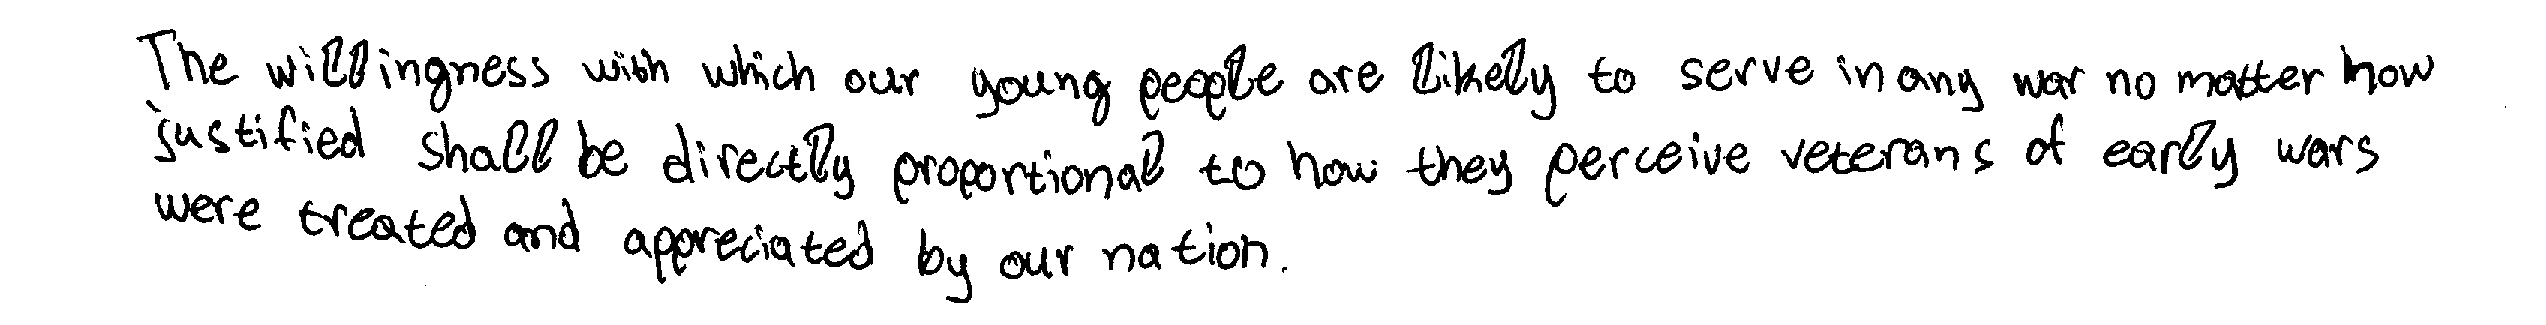 The willingness with which our young people are likely to serve in any war no matter how
justified shall be directly proportional to how they perceive veterans of early wars
were treated and appreciated by our nation.